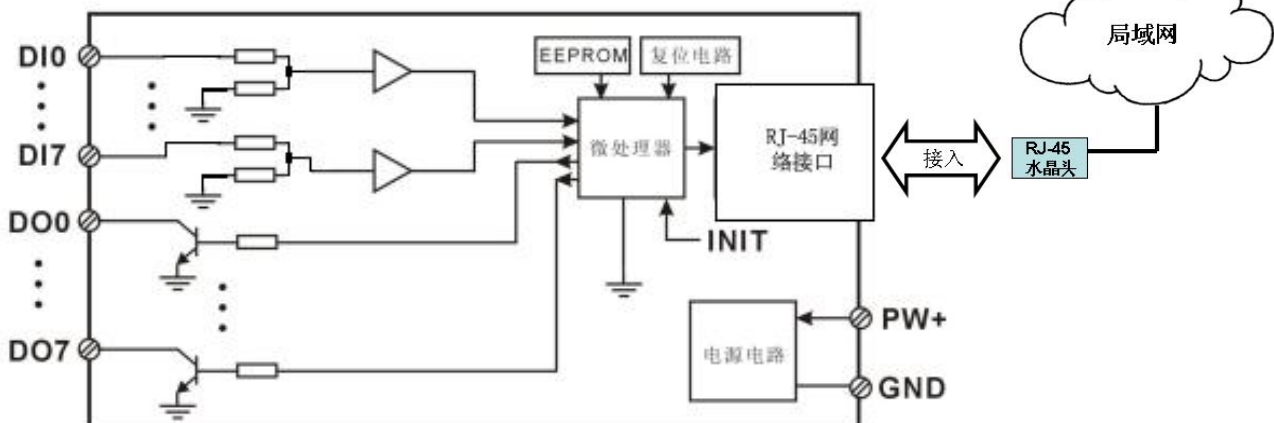 局域网
DI0
EEPROM
复位电路
DI7
微处理器
RJ-45网
络接口
接入
RJ-45
水晶头
DO0
INIT
PW+
DO7
电源电路
GND